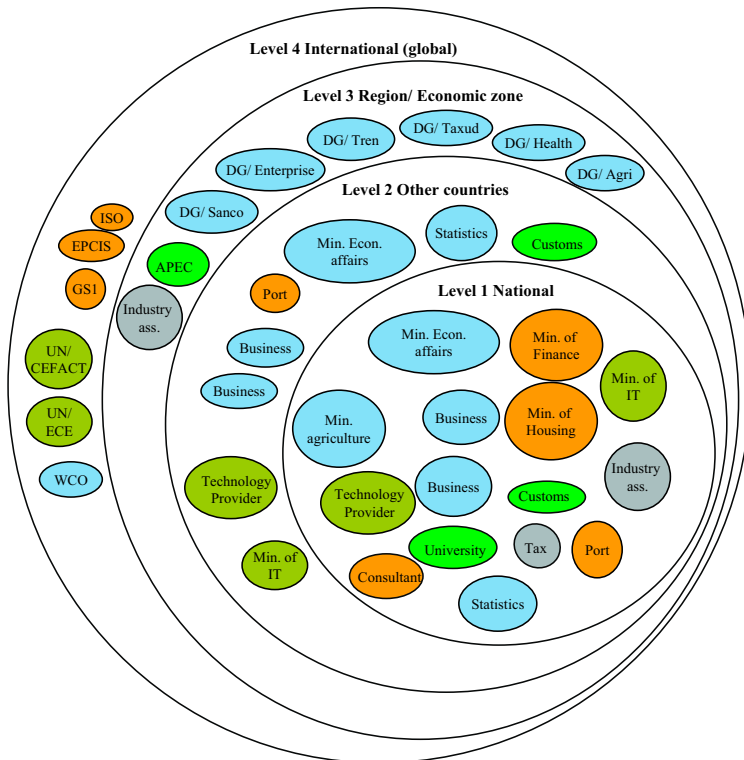 Level 4 International (global)
Level 3 Region/ Economic zone
DG/ Taxud
DG/ Tren
DG/ Health
DG/ Enterprise
DG/ Agri
DG/ Sanco
Level 2 Other countries
ISO
EPCIS
GS1
APEC
Industry
ass.
Min. Econ.
affairs
Statistics
Customs
Port
Business
Business
Level 1 National
Min. Econ.
affairs
Min. of
Finance
Min. of
IT
Min.
agriculture
Business
Min. of
Housing
UN/
CEFACT
UN/
ECE
WCO
Technology
Provider
Technology
Provider
Business
Customs
Industry
ass.
University
Tax
Port
Min. of
IT
Consultant
Statistics